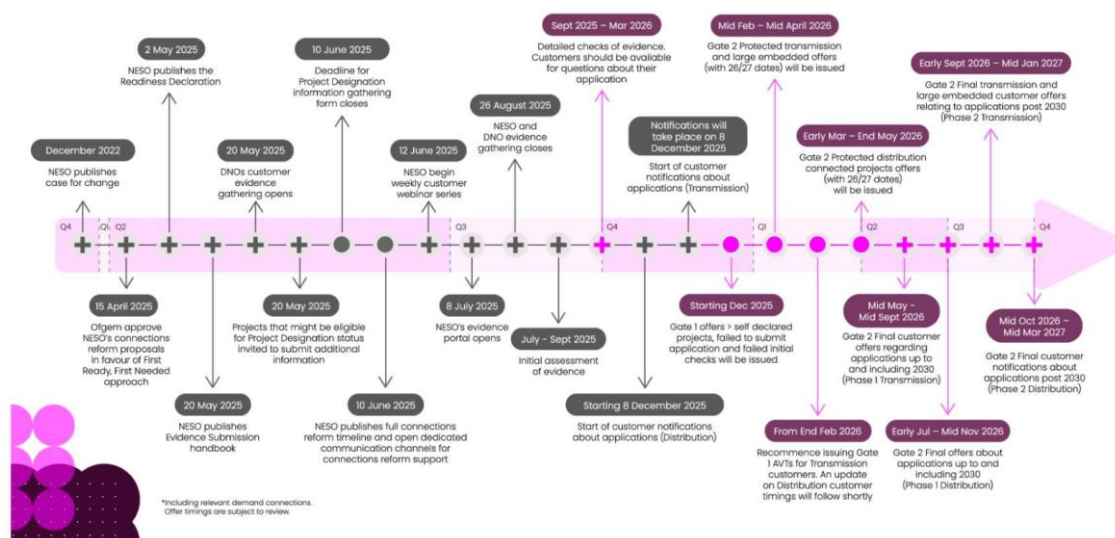 December 2022
NESO publishes
case for change
2 May 2025
NESO publishes the
Readiness Declaration
20 May 2025
DNOs customer
evidence
gathering opens
10 June 2025
Deadline for
Project Designation
information gathering
form closes
12 June 2025
NESO begin
weekly customer
webinar series
26 August 2025
NESO and
DNO evidence
gathering closes
Sept 2025 – Mar 2026
Detailed checks of evidence.
Customers should be available
for questions about their
application
Notifications will
take place on 8
December 2025
Start of customer
notifications about
applications (Transmission)
Mid Feb – Mid April 2026
Gate 2 Protected transmission
and large embedded offers
(with 26/27 dates) will be issued
Early Mar – End May 2026
Gate 2 Protected distribution
connected projects offers
(with 26/27 dates)
will be issued
Early Sept 2026 – Mid Jan 2027
Gate 2 Final transmission
and large embedded customer offers
relating to applications post 2030
(Phase 2 Transmission)
Q4
Q2
Q3
Q4
Q1
Q2
Q3
Q4
15 April 2025
Ofgem approve
NESO's connections
reform proposals
in favour of First
Ready, First Needed
approach
20 May 2025
NESO publishes
Evidence Submission
handbook
20 May 2025
Projects that might be eligible
for Project Designation status
invited to submit additional
information
10 June 2025
NESO publishes full connections
reform timeline and open dedicated
communication channels for
connections reform support
8 July 2025
NESO's evidence
portal opens
July - Sept 2025
Initial assessment
of evidence
Starting 8 December 2025
Start of customer notifications
about applications (Distribution)
Starting Dec 2025
Gate 1 offers > self declared
projects, failed to submit
application and failed initial
checks will be issued
From End Feb 2026
Recommence issuing Gate
1 AVTs for Transmission
customers. An update
on Distribution customer
timings will follow shortly
Mid May -
Mid Sept 2026
Gate 2 Final customer
offers regarding
applications up to
and including 2030
(Phase 1 Transmission)
Early Jul – Mid Nov 2026
Gate 2 Final offers about
applications up to and
including 2030
(Phase 1 Distribution)
Mid Oct 2026 –
Mid Mar 2027
Gate 2 Final customer
notifications about
applications post 2030
(Phase 2 Distribution)
*Including relevant demand connections.
Offer timings are subject to review.